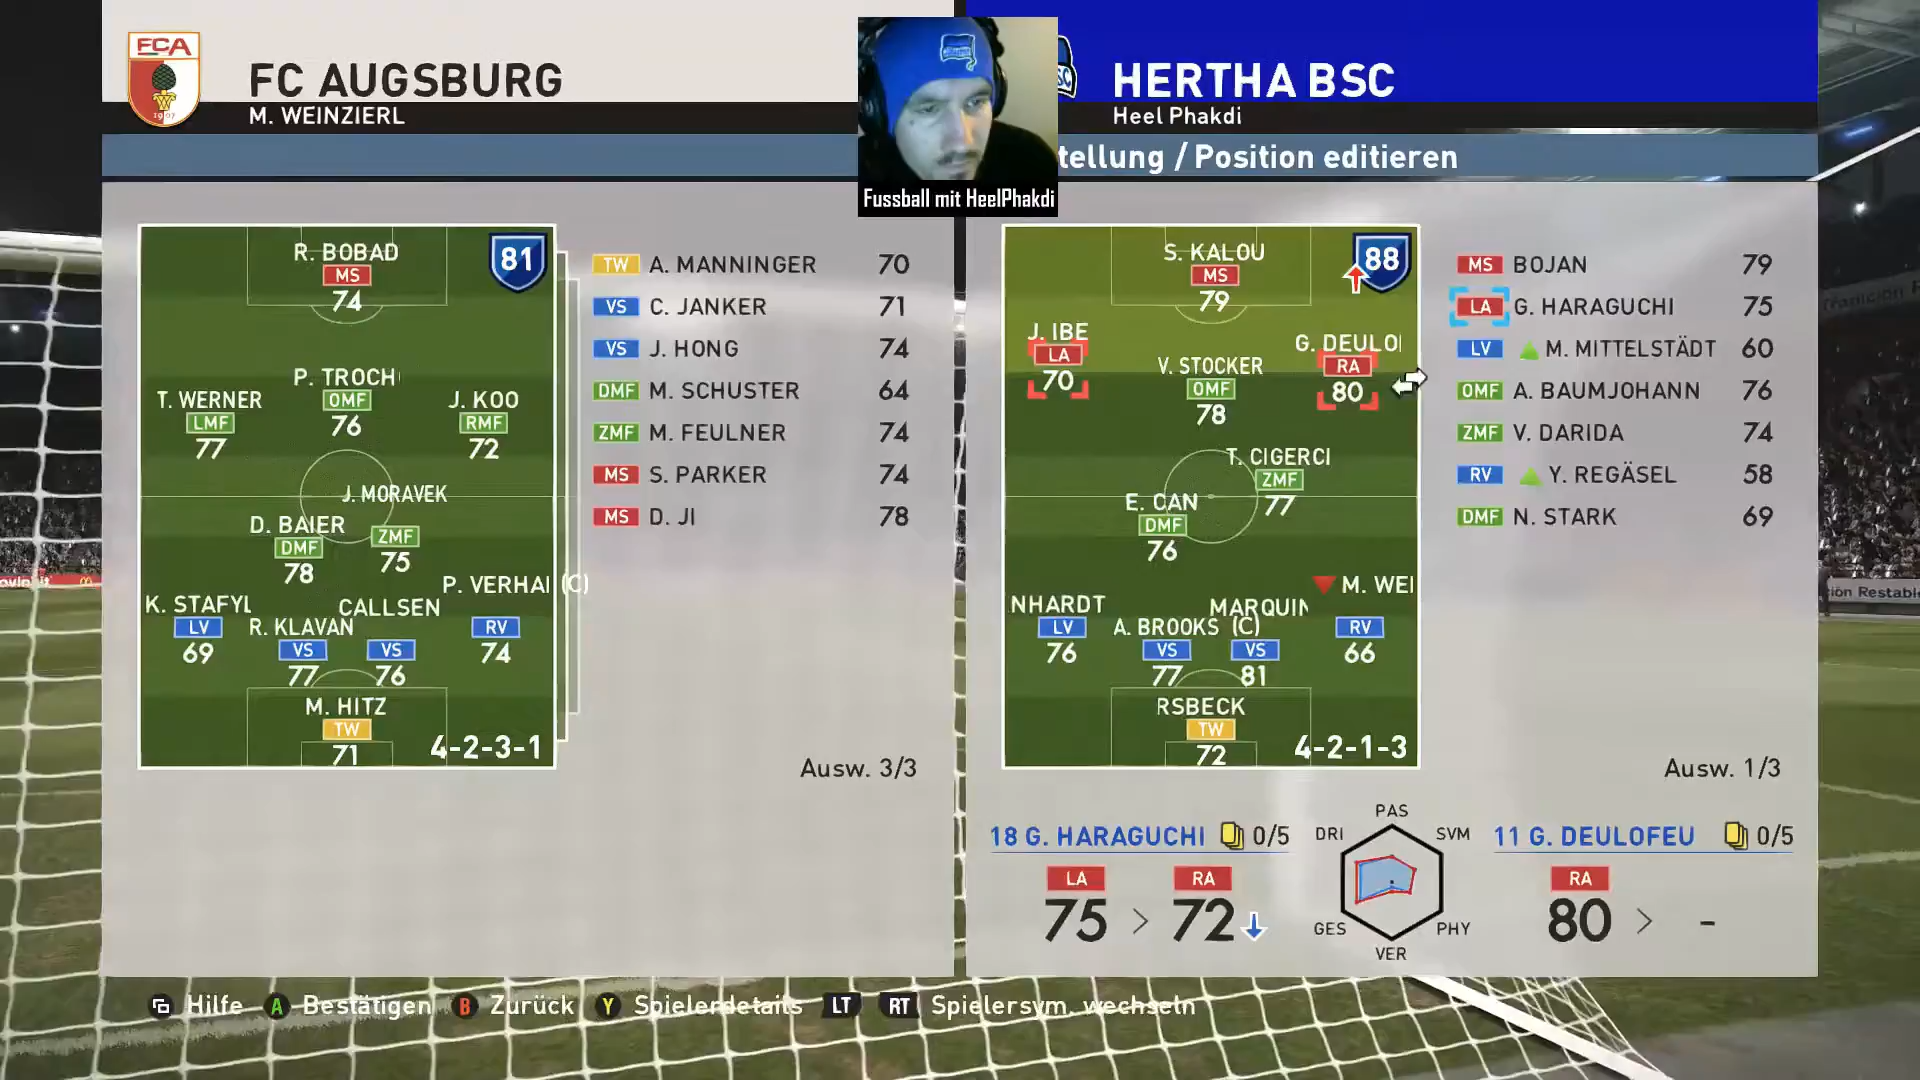 FCA
1907
FC AUGSBURG
M. WEINZIERL
HERTHA BSC
Heel Phakdi
tellung / Position editieren
Fussball mit HeelPhakdi
R. BOBAD
MS
74
81
T. WERNER
LMF
77
P. TROCH
OMF
76
J. KOO
RMF
72
J. MORAVEK
ZMF
75
D. BAIER
DMF
78
K. STAFYL
LV
69
R. KLAVAN
VS
77
CALLSEN
VS
76
P. VERHAI (C)
RV
74
M. HITZ
TW
71
4-2-3-1
TW A. MANNINGER 70
VS C. JANKER 71
VS J. HONG 74
DMF M. SCHUSTER 64
ZMF M. FEULNER 74
MS S. PARKER 74
MS D. JI 78
Ausw. 3/3
S. KALOU
MS
79
88
J. IBE
LA
70
V. STOCKER
OMF
78
G. DEULO
RA
80
T. CIGERCI
ZMF
77
E. CAN
DMF
76
NHARDT
LV
76
A. BROOKS
VS
77
MARQUIN
(C)
VS
81
M. WEI
RV
66
RSBECK
TW
72
4-2-1-3
MS BOJAN 79
LA G. HARAGUCHI 75
LV M. MITTELSTÄDT 60
OMF A. BAUMJOHANN 76
ZMF V. DARIDA 74
RV Y. REGÄSEL 58
DMF N. STARK 69
Ausw. 1/3
18 G. HARAGUCHI 0/5
LA
75 >
RA
72
PAS
DRI SVM
GES PHY
VER
11 G. DEULOFEU 0/5
RA
80 > -
Hilfe A Bestätigen B Zurück Y Spielerdetails LT RT Spielersym. wechseln